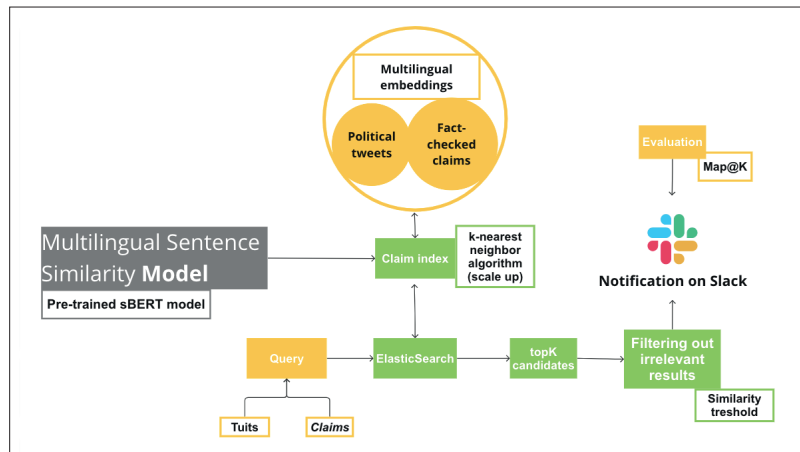 Multilingual
embeddings
Political
tweets
Fact-
checked
claims
Evaluation
Map@K
Multilingual Sentence
Similarity Model
Pre-trained sBERT model
Claim index
k-nearest
neighbor
algorithm
(scale up)
Notification on Slack
Query
ElasticSearch
topK
candidates
Filtering out
irrelevant
results
Similarity
treshold
Tuits
Claims